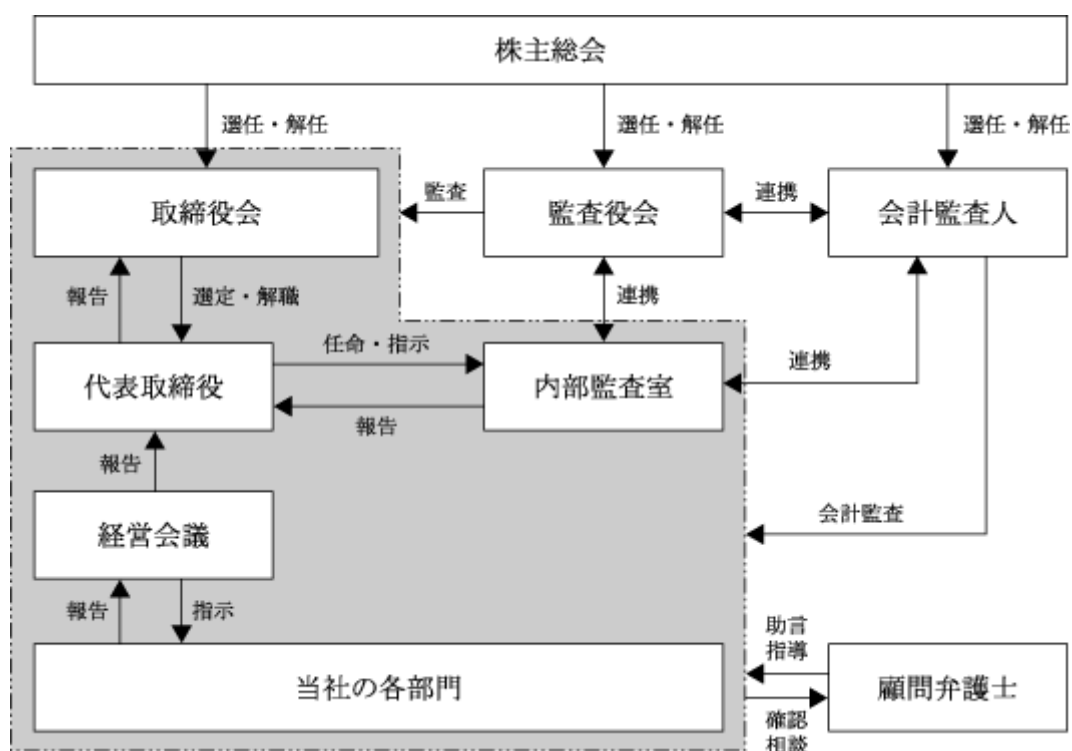 株主総会
選任・解任
選任・解任
選任・解任
取締役会
監査
監査役会
連携
会計監査人
報告
選定・解職
連携
代表取締役
任命・指示
報告
内部監査室
連携
報告
経営会議
会計監査
報告
指示
当社の各部門
助言
指導
顧問弁護士
確認
相談